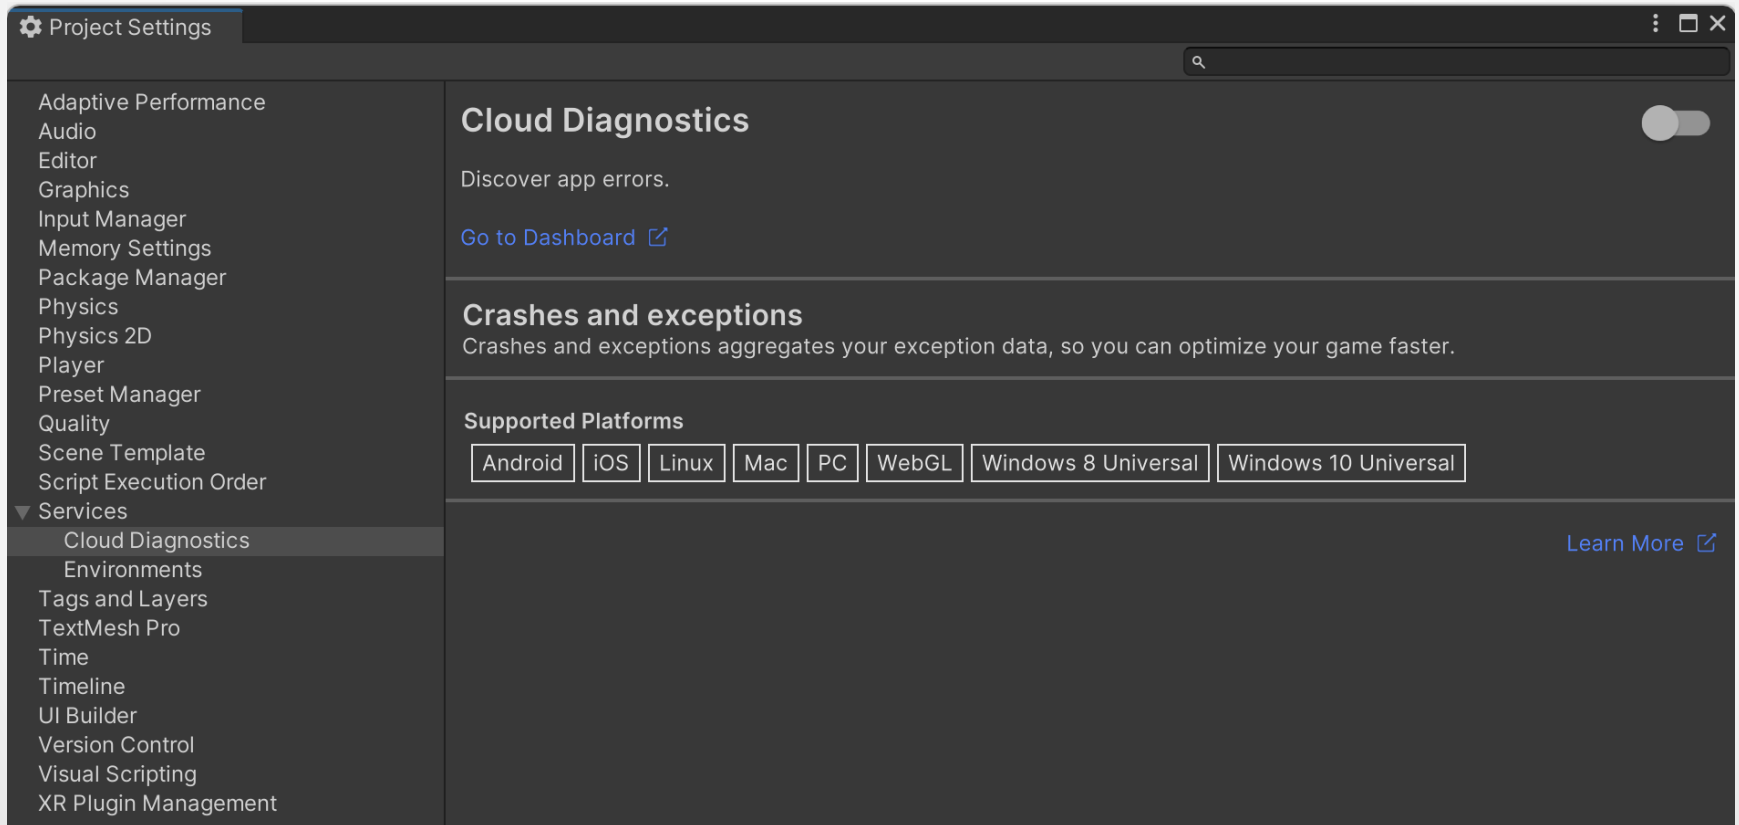 Project Settings
Adaptive Performance
Audio
Editor
Graphics
Input Manager
Memory Settings
Package Manager
Physics
Physics 2D
Player
Preset Manager
Quality
Scene Template
Script Execution Order
Services
Cloud Diagnostics
Environments
Tags and Layers
TextMesh Pro
Time
Timeline
UI Builder
Version Control
Visual Scripting
XR Plugin Management
Cloud Diagnostics
Discover app errors.
Go to Dashboard
Crashes and exceptions
Crashes and exceptions aggregates your exception data, so you can optimize your game faster.
Supported Platforms
Android iOS Linux Mac PC WebGL Windows 8 Universal Windows 10 Universal
Learn More